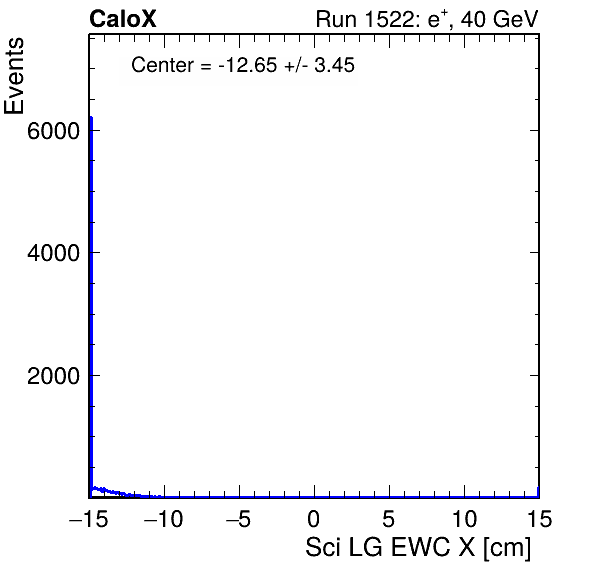 CaloX Run 1522: e⁺, 40 GeV
Center = -12.65 +/- 3.45
Events
6000
4000
2000
−15 −10 −5 0 5 10 15
Sci LG EWC X [cm]